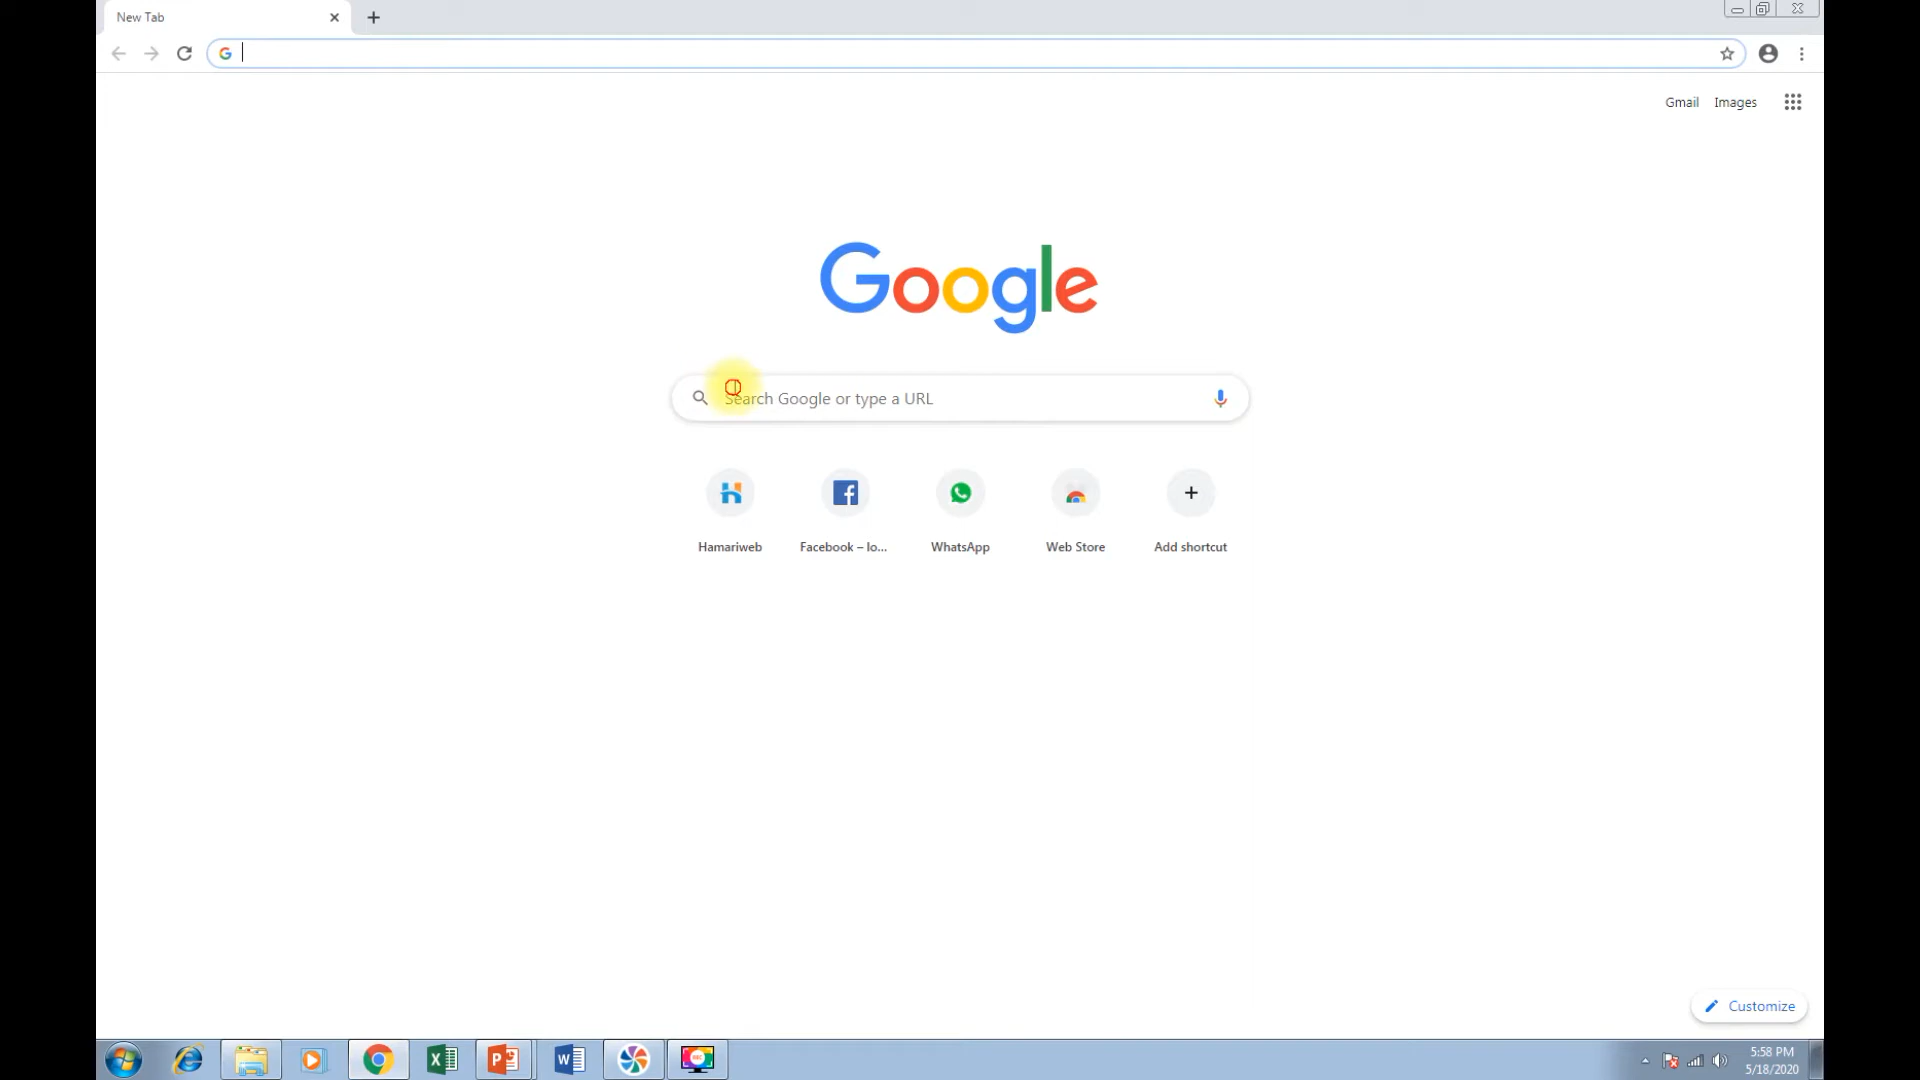 New Tab
Gmail Images
Google
Search Google or type a URL
Hamariweb Facebook – lo... WhatsApp Web Store Add shortcut
Customize
5:58 PM
5/18/2020